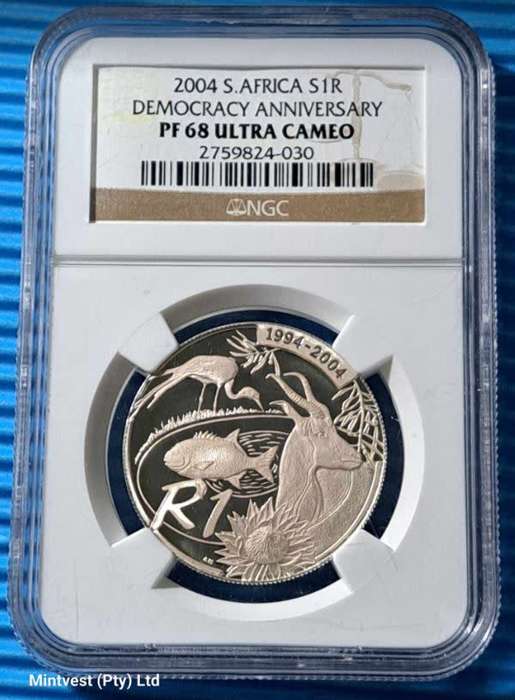 2004 S.AFRICA S1R
DEMOCRACY ANNIVERSARY
PF 68 ULTRA CAMEO
2759824-030
NGC
1994-2004
R1
Mintvest (Pty) Ltd